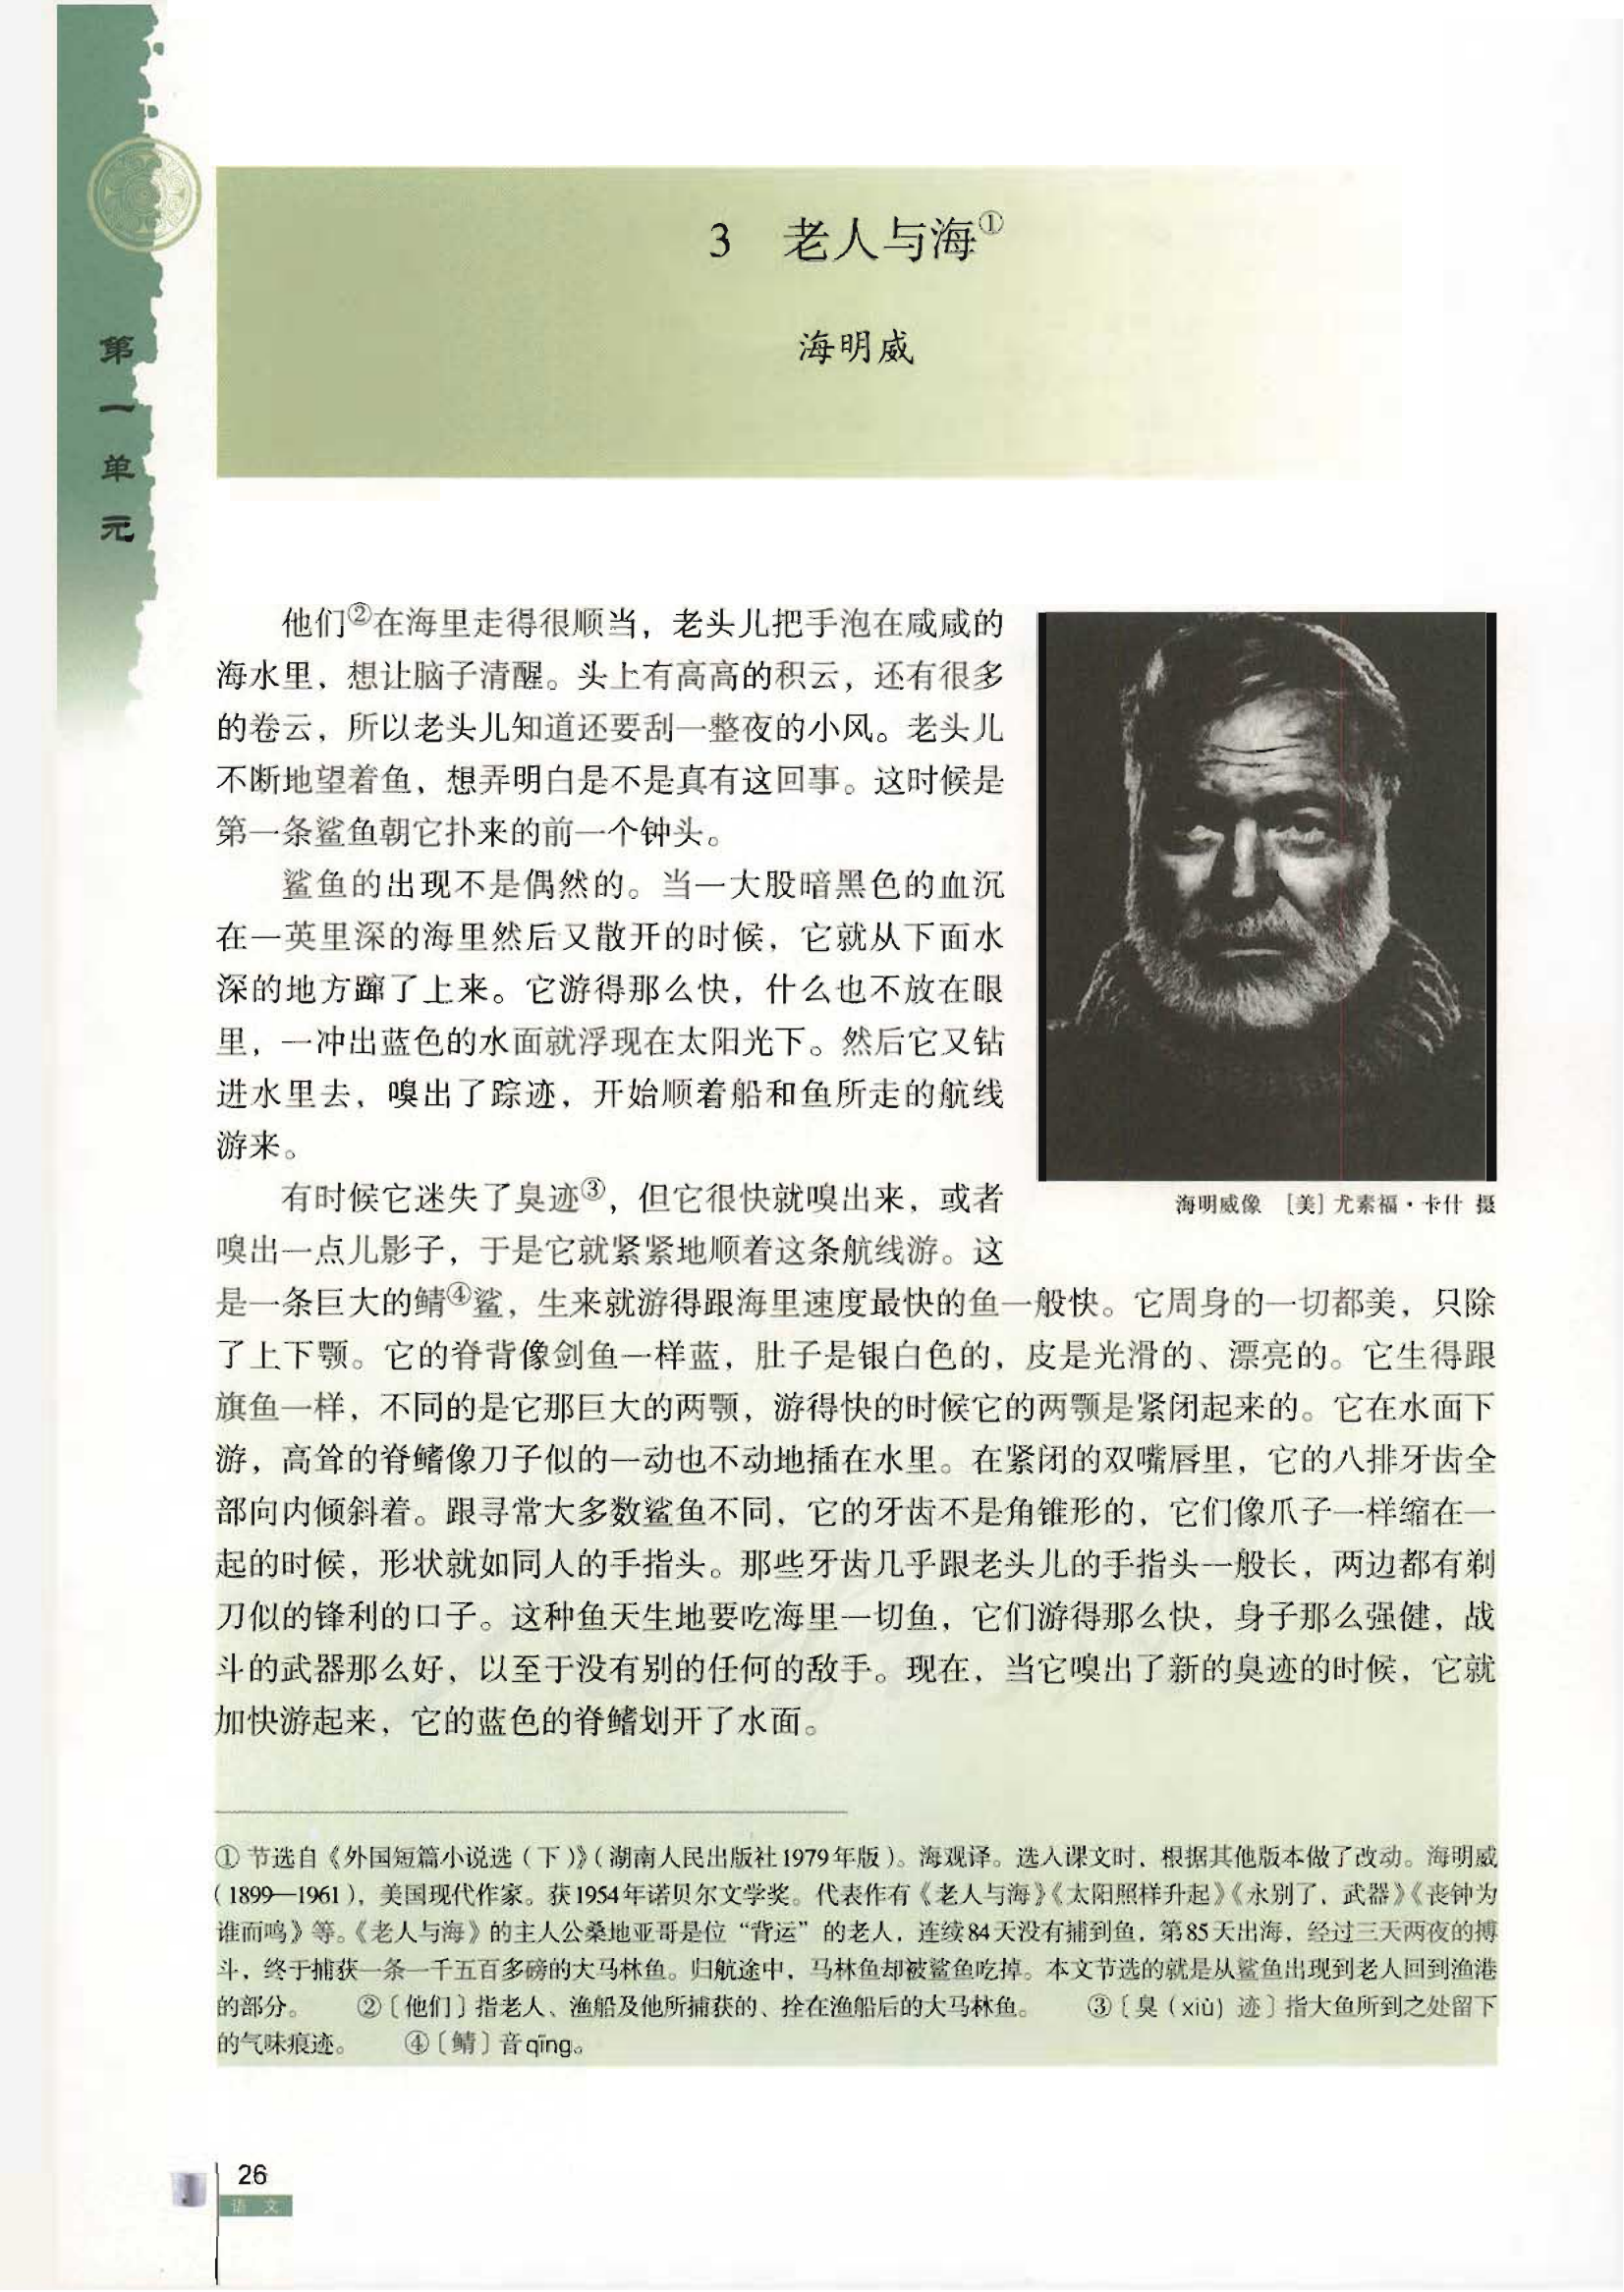 第一单元
3 老人与海①
海明威
他们②在海里走得很顺当，老头儿把手泡在咸咸的
海水里，想让脑子清醒。头上有高高的积云，还有很多
的卷云，所以老头儿知道还要刮一整夜的小风。老头儿
不断地望着鱼，想弄明白是不是真有这回事。这时候是
第一条鲨鱼朝它扑来的前一个钟头。
鲨鱼的出现不是偶然的。当一大股暗黑色的血沉
在一英里深的海里然后又散开的时候，它就从下面水
深的地方蹿了上来。它游得那么快，什么也不放在眼
里，一冲出蓝色的水面就浮现在太阳光下。然后它又钻
进水里去，嗅出了踪迹，开始顺着船和鱼所走的航线
游来。
有时候它迷失了臭迹③，但它很快就嗅出来，或者
嗅出一点儿影子，于是它就紧紧地顺着这条航线游。这
是一条巨大的鲭④鲨，生来就游得跟海里速度最快的鱼一般快。它周身的一切都美，只除
了上下颚。它的脊背像剑鱼一样蓝，肚子是银白色的，皮是光滑的、漂亮的。它生得跟
旗鱼一样，不同的是它那巨大的两颚，游得快的时候它的两颚是紧闭起来的。它在水面下
游，高耸的脊鳍像刀子似的一动也不动地插在水里。在紧闭的双嘴唇里，它的八排牙齿全
部向内倾斜着。跟寻常大多数鲨鱼不同，它的牙齿不是角锥形的，它们像爪子一样缩在一
起的时候，形状就如同人的手指头。那些牙齿几乎跟老头儿的手指头一般长，两边都有剃
刀似的锋利的口子。这种鱼天生地要吃海里一切鱼，它们游得那么快，身子那么强健，战
斗的武器那么好，以至于没有别的任何的敌手。现在，当它嗅出了新的臭迹的时候，它就
加快游起来，它的蓝色的脊鳍划开了水面。
海明威像 ［美］尤素福·卡什 摄
① 节选自《外国短篇小说选（下）》（湖南人民出版社1979年版）。海观译。选入课文时，根据其他版本做了改动。海明威
（1899—1961），美国现代作家。获1954年诺贝尔文学奖。代表作有《老人与海》《太阳照样升起》《永别了，武器》《丧钟为
谁而鸣》等。《老人与海》的主人公桑地亚哥是位“背运”的老人，连续84天没有捕到鱼，第85天出海，经过三天两夜的搏
斗，终于捕获一条一千五百多磅的大马林鱼。归航途中，马林鱼却被鲨鱼吃掉。本文节选的就是从鲨鱼出现到老人回到渔港
的部分。 ②〔他们〕指老人、渔船及他所捕获的、拴在渔船后的大马林鱼。 ③〔臭（xiù）迹〕指大鱼所到之处留下
的气味痕迹。 ④〔鲭〕音qīng。
26
语文